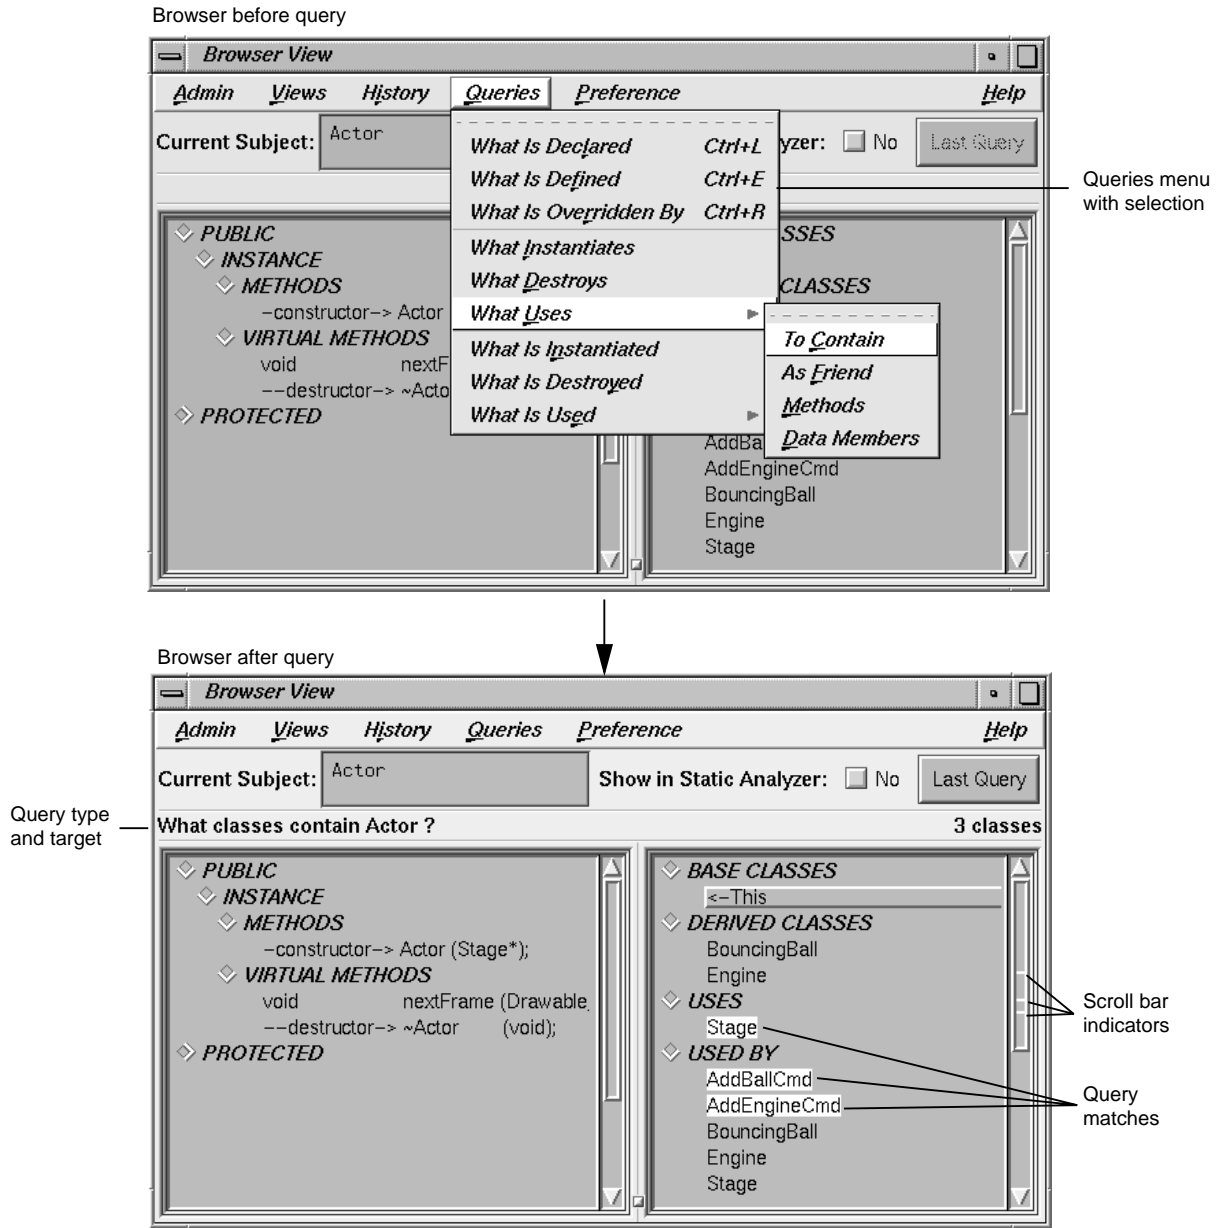 Browser before query
Browser View
Admin Views History Queries Preference Help
Current Subject: Actor yzer: No Last Query
What Is Declared Ctrl+L
What Is Defined Ctrl+E
What Is Overridden By Ctrl+R
What Instantiates
What Destroys
What Uses
What Is Instantiated
What Is Destroyed
What Is Used
To Contain
As Friend
Methods
Data Members
Queries menu
with selection
PUBLIC
INSTANCE
METHODS
-constructor-> Actor
VIRTUAL METHODS
void nextF
--destructor-> ~Acto
PROTECTED
SSES
CLASSES
AddBa
AddEngineCmd
BouncingBall
Engine
Stage
Browser after query
Browser View
Admin Views History Queries Preference Help
Current Subject: Actor Show in Static Analyzer: No Last Query
Query type
and target
What classes contain Actor ? 3 classes
PUBLIC
INSTANCE
METHODS
-constructor-> Actor (Stage*);
VIRTUAL METHODS
void nextFrame (Drawable,
--destructor-> ~Actor (void);
PROTECTED
BASE CLASSES
<-This
DERIVED CLASSES
BouncingBall
Engine
USES
Stage
USED BY
AddBallCmd
AddEngineCmd
BouncingBall
Engine
Stage
Scroll bar
indicators
Query
matches